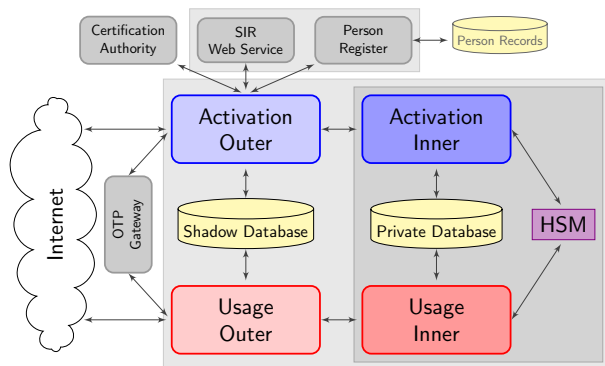 Certification
Authority
SIR
Web Service
Person
Register
Person Records
Activation
Outer
Activation
Inner
Internet
OTP
Gateway
Shadow Database
Private Database
HSM
Usage
Outer
Usage
Inner